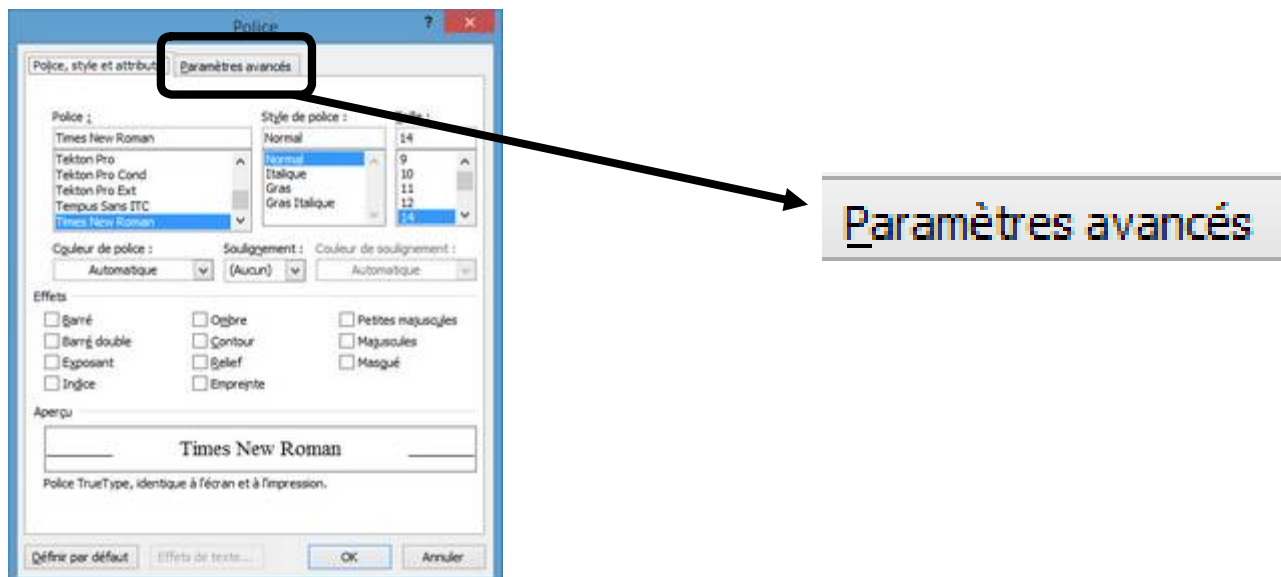 Police ?
Police, style et attributs Paramètres avancés
Police : Style de police : Taille :
Times New Roman Normal 14
Tekton Pro Normal 9
Tekton Pro Cond Italique 10
Tekton Pro Ext Gras 11
Tempus Sans ITC Gras Italique 12
Times New Roman 14
Couleur de police : Soulignement : Couleur de soulignement :
Automatique (Aucun) Automatique
Effets
Barré Ombre Petites majuscules
Barré double Contour Majuscules
Exposant Relief Masqué
Indice Empreinte
Aperçu
Times New Roman
Police TrueType, identique à l'écran et à l'impression.
Définir par défaut Effets de texte... OK Annuler
Paramètres avancés